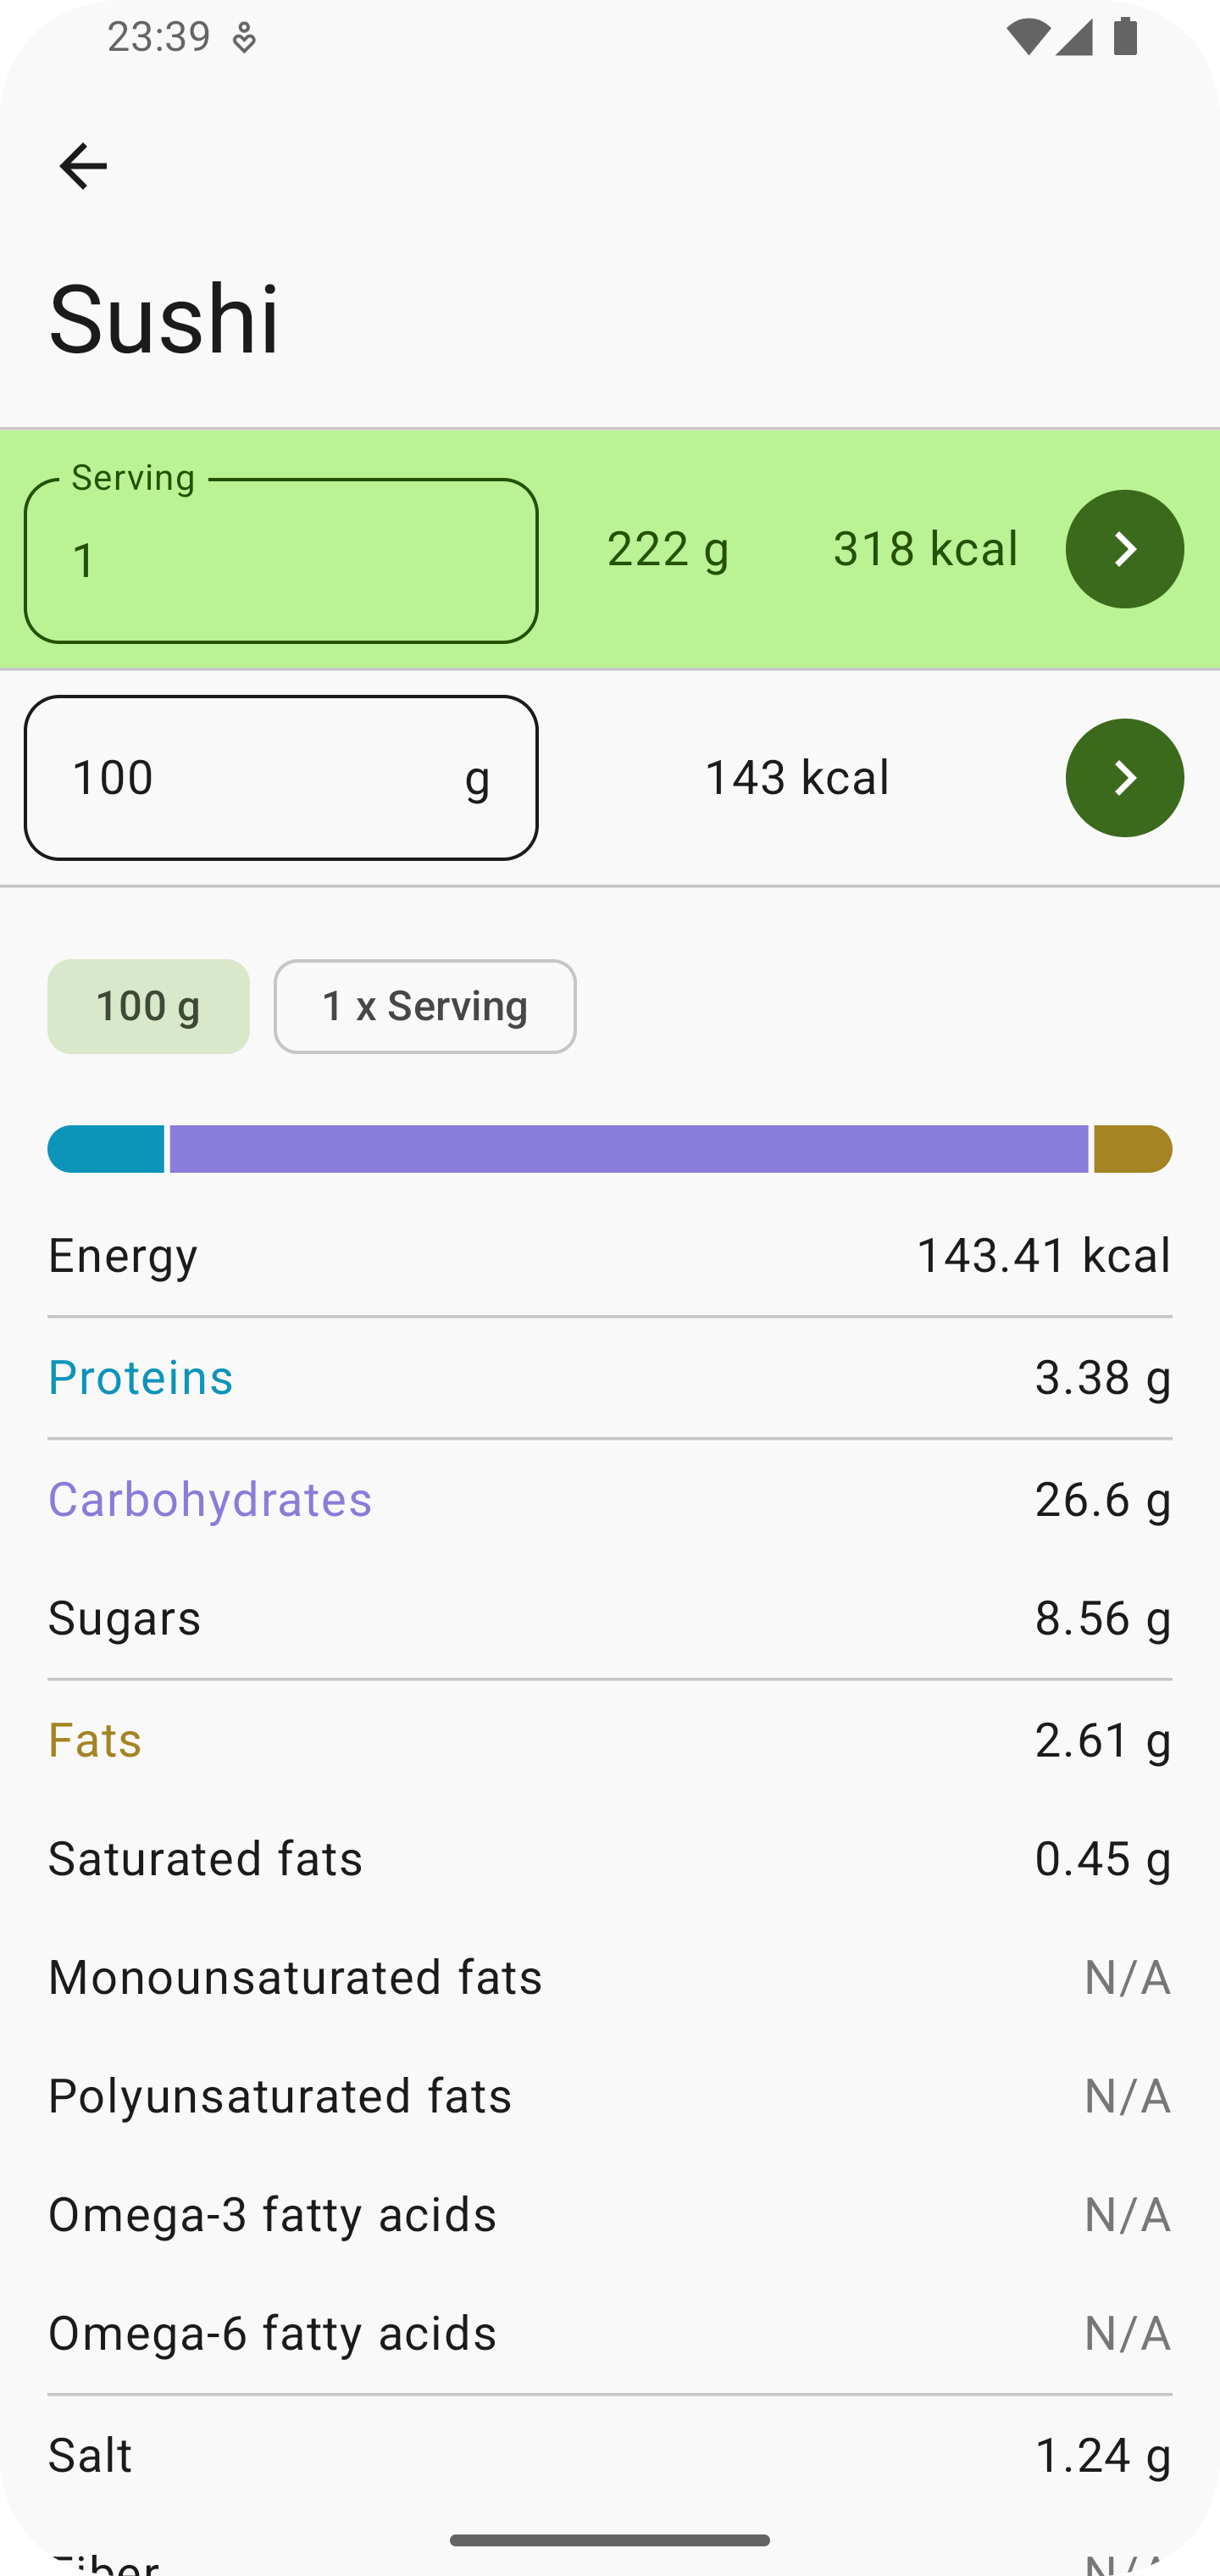 23:39
Sushi
Serving
1 222 g 318 kcal
100 g 143 kcal
100 g 1 x Serving
Energy 143.41 kcal
Proteins 3.38 g
Carbohydrates 26.6 g
Sugars 8.56 g
Fats 2.61 g
Saturated fats 0.45 g
Monounsaturated fats N/A
Polyunsaturated fats N/A
Omega-3 fatty acids N/A
Omega-6 fatty acids N/A
Salt 1.24 g
Fiber N/A